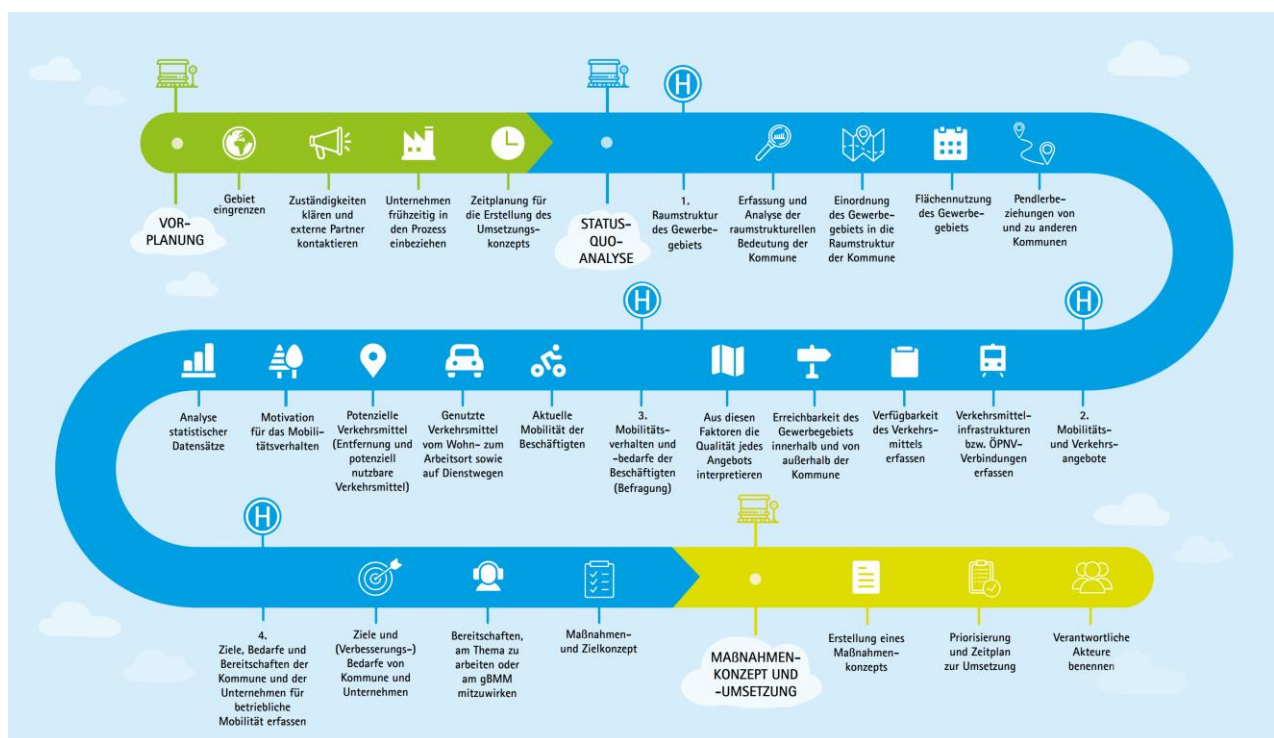 VOR-
PLANUNG
Gebiet
eingrenzen
Zuständigkeiten
klären und
externe Partner
kontaktieren
Unternehmen
frühzeitig in
den Prozess
einbeziehen
Zeitplanung für
die Erstellung des
Umsetzungs-
konzepts
STATUS-
QUO-
ANALYSE
H
1.
Raumstruktur
des Gewerbe-
gebiets
Erfassung und
Analyse der
raumstrukturellen
Bedeutung der
Kommune
Einordnung
des Gewerbe-
gebiets in die
Raumstruktur
der Kommune
Flächennutzung
des Gewerbe-
gebiets
Pendlerbe-
ziehungen von
und zu anderen
Kommunen
H
2.
Mobilitäts-
und Verkehrs-
angebote
Verkehrsmittel-
infrastrukturen
bzw. ÖPNV-
Verbindungen
erfassen
Verfügbarkeit
des Verkehrs-
mittels
erfassen
Erreichbarkeit des
Gewerbegebiets
innerhalb und von
außerhalb der
Kommune
Aus diesen
Faktoren die
Qualität jedes
Angebots
interpretieren
H
3.
Mobilitäts-
verhalten und
-bedarfe der
Beschäftigten
(Befragung)
Aktuelle
Mobilität der
Beschäftigten
Genutzte
Verkehrsmittel
vom Wohn- zum
Arbeitsort sowie
auf Dienstwegen
Potenzielle
Verkehrsmittel
(Entfernung und
potenziell
nutzbare
Verkehrsmittel)
Motivation
für das Mobili-
tätsverhalten
Analyse
statistischer
Datensätze
H
4.
Ziele, Bedarfe und
Bereitschaften der
Kommune und der
Unternehmen für
betriebliche
Mobilität erfassen
Ziele und
(Verbesserungs-)
Bedarfe von
Kommune und
Unternehmen
Bereitschaften,
am Thema zu
arbeiten oder
am gBMM
mitzuwirken
Maßnahmen-
und Zielkonzept
MAßNAHMEN-
KONZEPT UND
-UMSETZUNG
Erstellung eines
Maßnahmen-
konzepts
Priorisierung
und Zeitplan
zur Umsetzung
Verantwortliche
Akteure
benennen